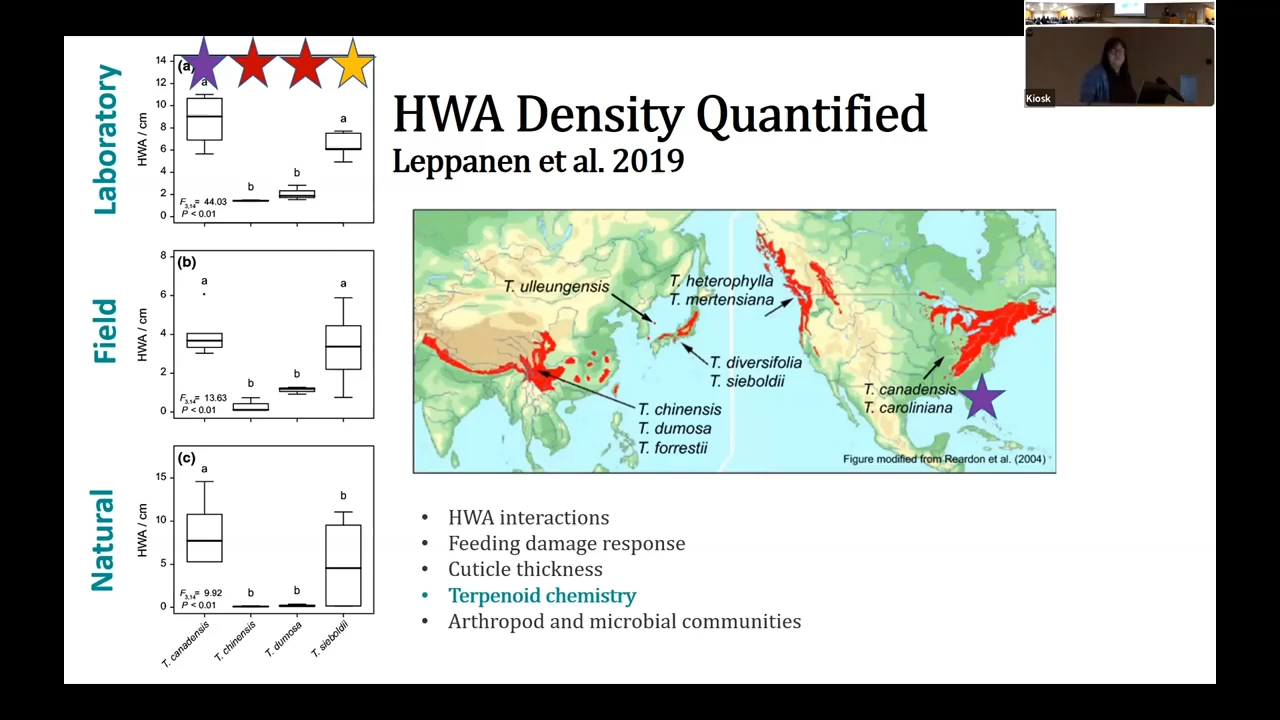 HWA Density Quantified
Leppanen et al. 2019
Laboratory
(a)
14
12
10
8
6
4
2
0
HWA / cm
a
b
b
a
F3,14= 44.03
P < 0.01
Field
(b)
8
6
4
2
0
HWA / cm
a
b
b
a
F3,14= 13.63
P < 0.01
Natural
(c)
15
10
5
0
HWA / cm
a
b
b
b
F3,14= 9.92
P < 0.01
T. canadensis
T. chinensis
T. dumosa
T. sieboldii
T. ulleungensis
T. heterophylla
T. mertensiana
T. diversifolia
T. sieboldii
T. chinensis
T. dumosa
T. forrestii
T. canadensis
T. caroliniana
Figure modified from Reardon et al. (2004)
• HWA interactions
• Feeding damage response
• Cuticle thickness
• Terpenoid chemistry
• Arthropod and microbial communities
Kiosk